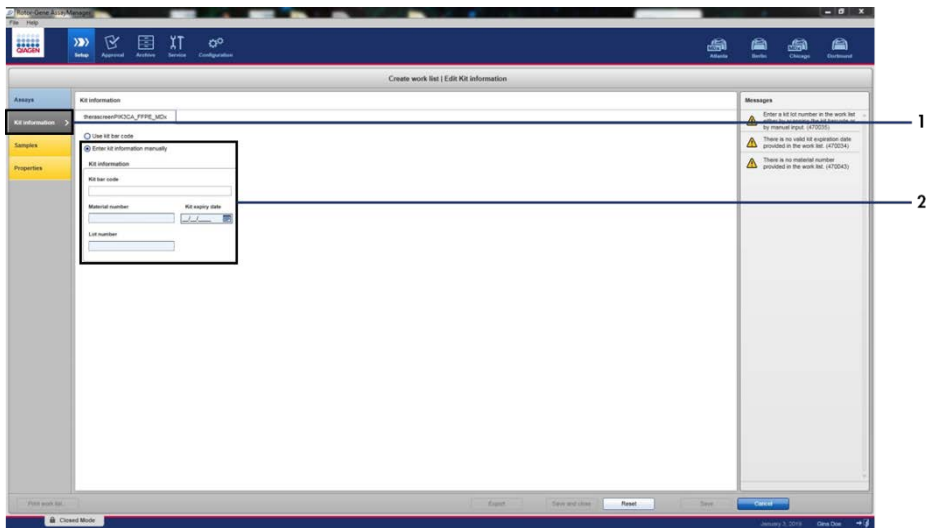 Rotor-Gene AssayManager
File Help
QIAGEN
Setup Approval Archive Service Configuration
Atlanta Berlin Chicago Dortmund
Create work list | Edit Kit information
Assays
Kit information >
Samples
Properties
Kit information
therascreenPIK3CA_FFPE_MDx
Use kit bar code
Enter kit information manually
Kit information
Kit bar code
Material number Kit expiry date
__/__/____
Lot number
Messages
Enter a kit lot number in the work list
either by scanning the kit barcode or
by manual input. (470035)
There is no valid kit expiration date
provided in the work list. (470034)
There is no material number
provided in the work list. (470043)
1
2
Print work list
Export Save and close Reset Save Cancel
Closed Mode
January 3, 2019 Gina Doe